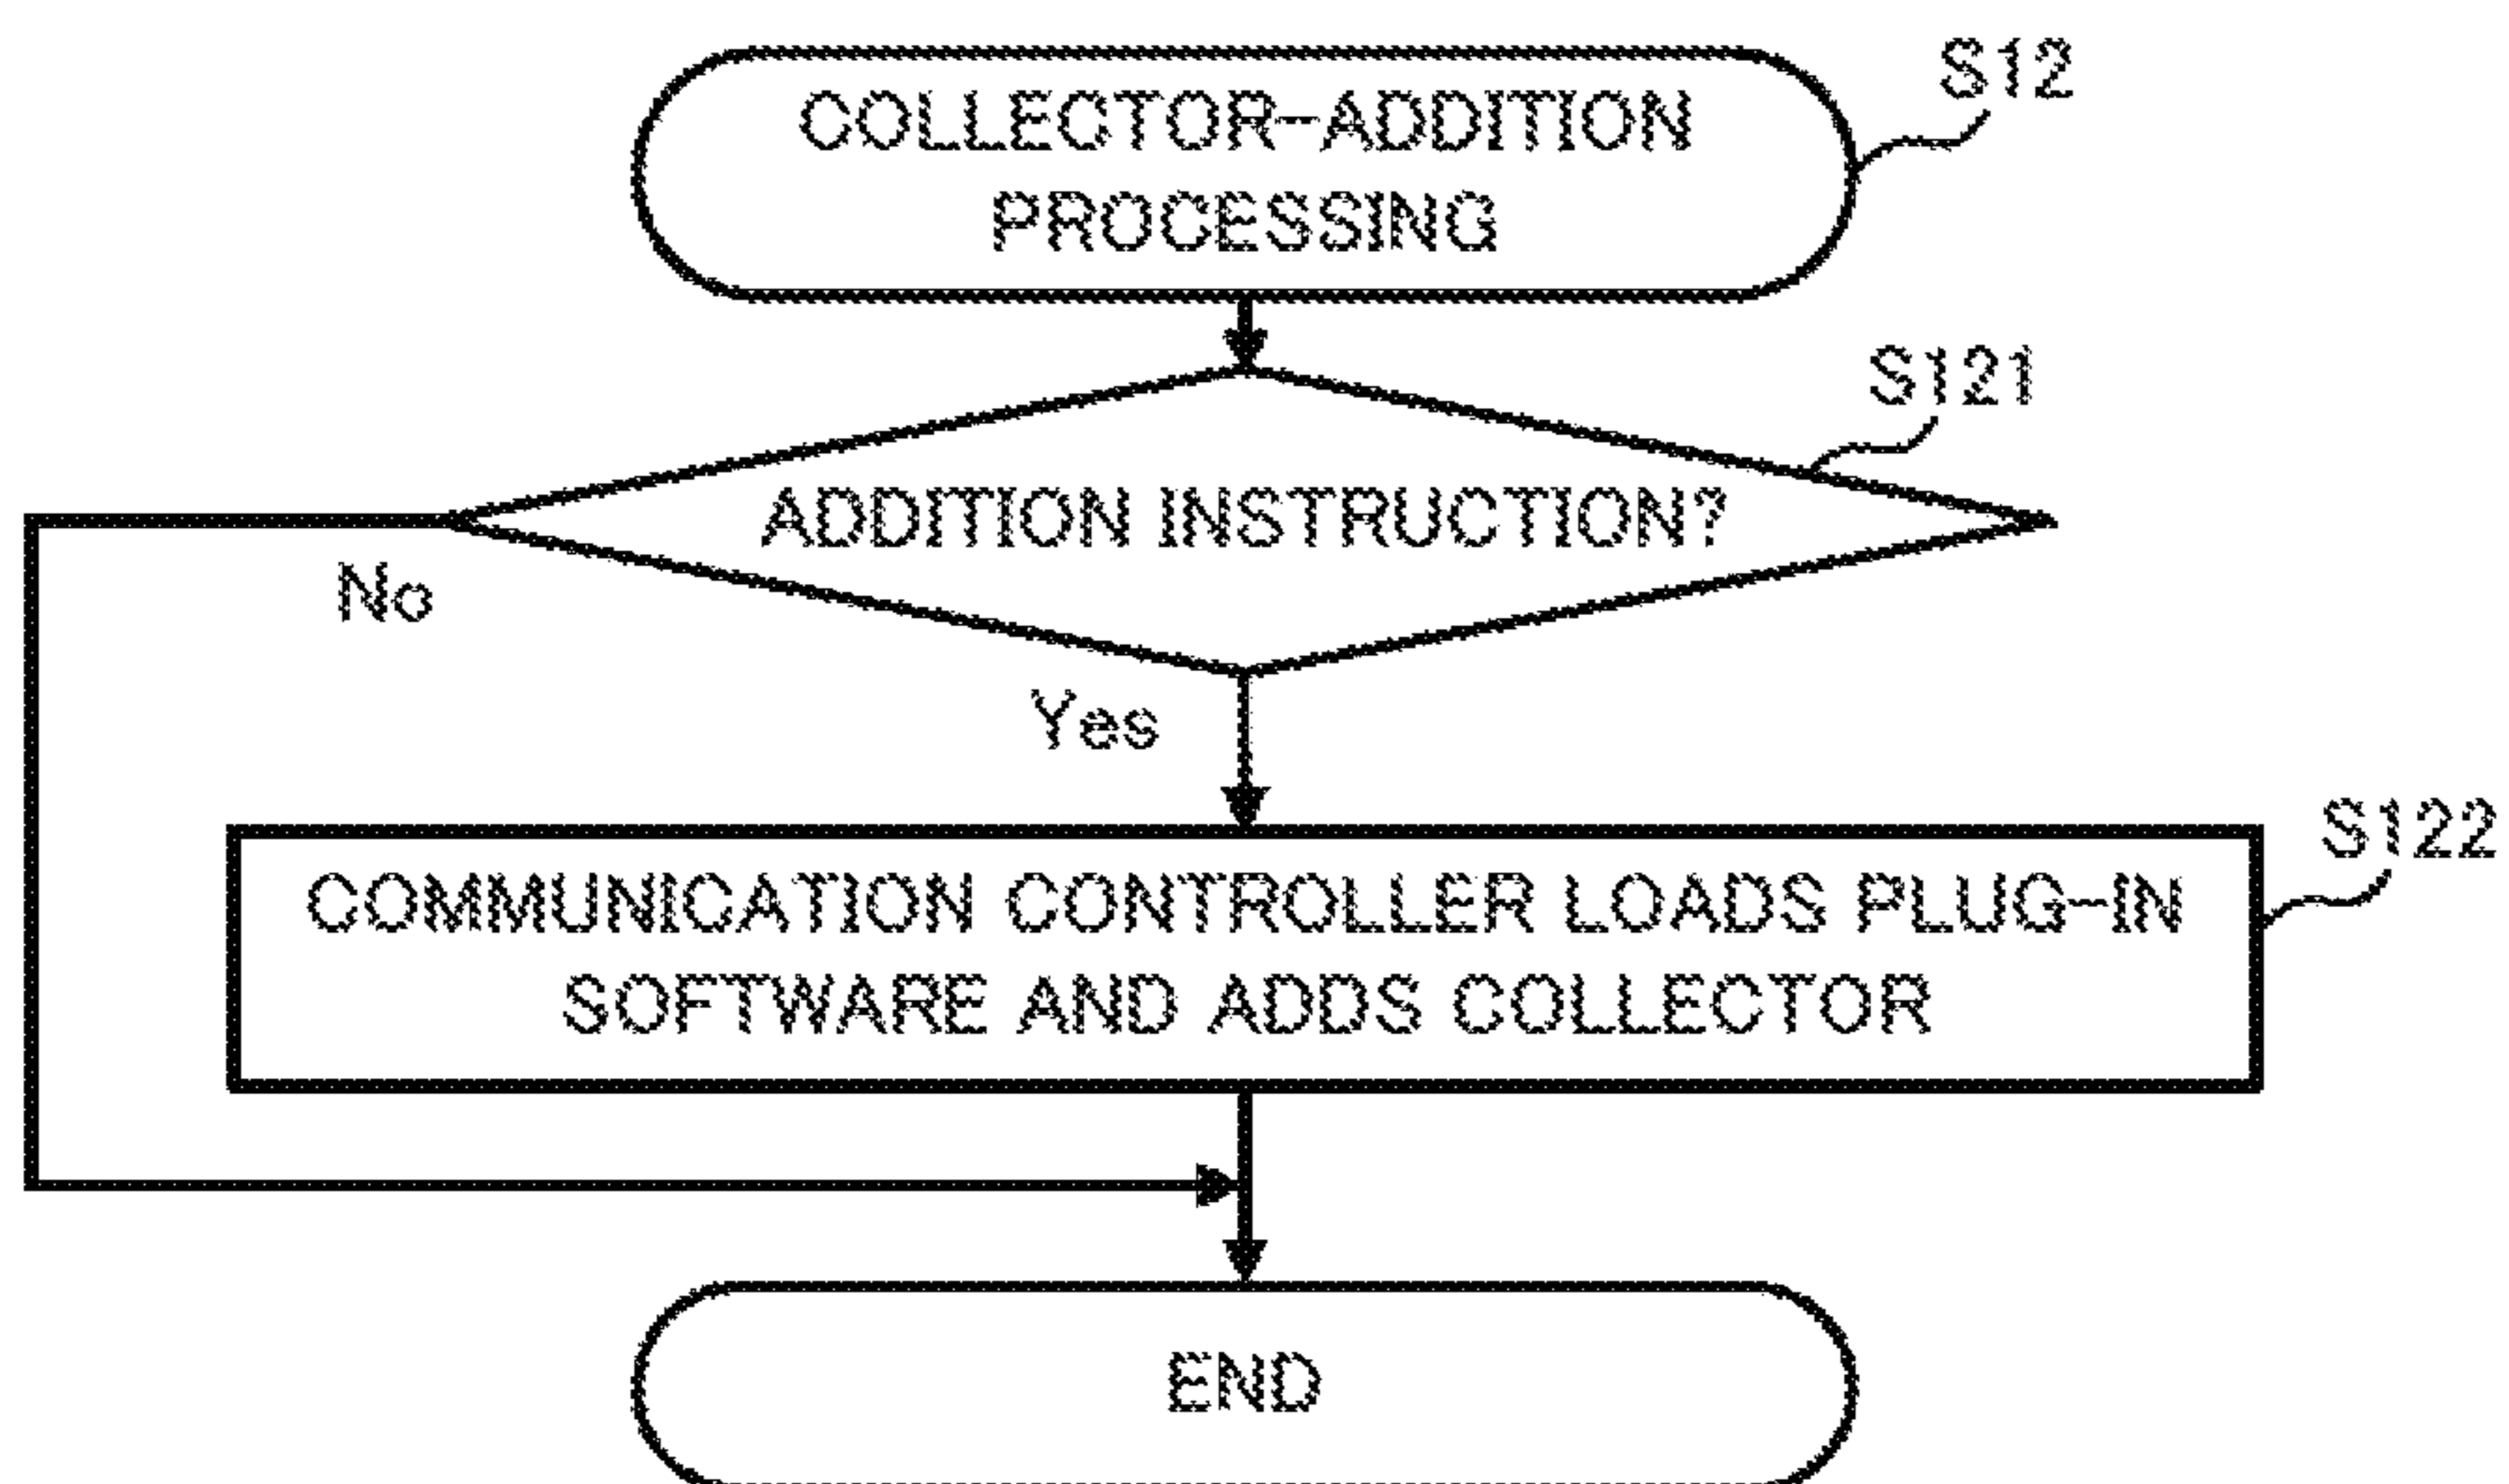 COLLECTOR-ADDITION
PROCESSING
S12
S121
ADDITION INSTRUCTION?
No
Yes
S122
COMMUNICATION CONTROLLER LOADS PLUG-IN
SOFTWARE AND ADDS COLLECTOR
END